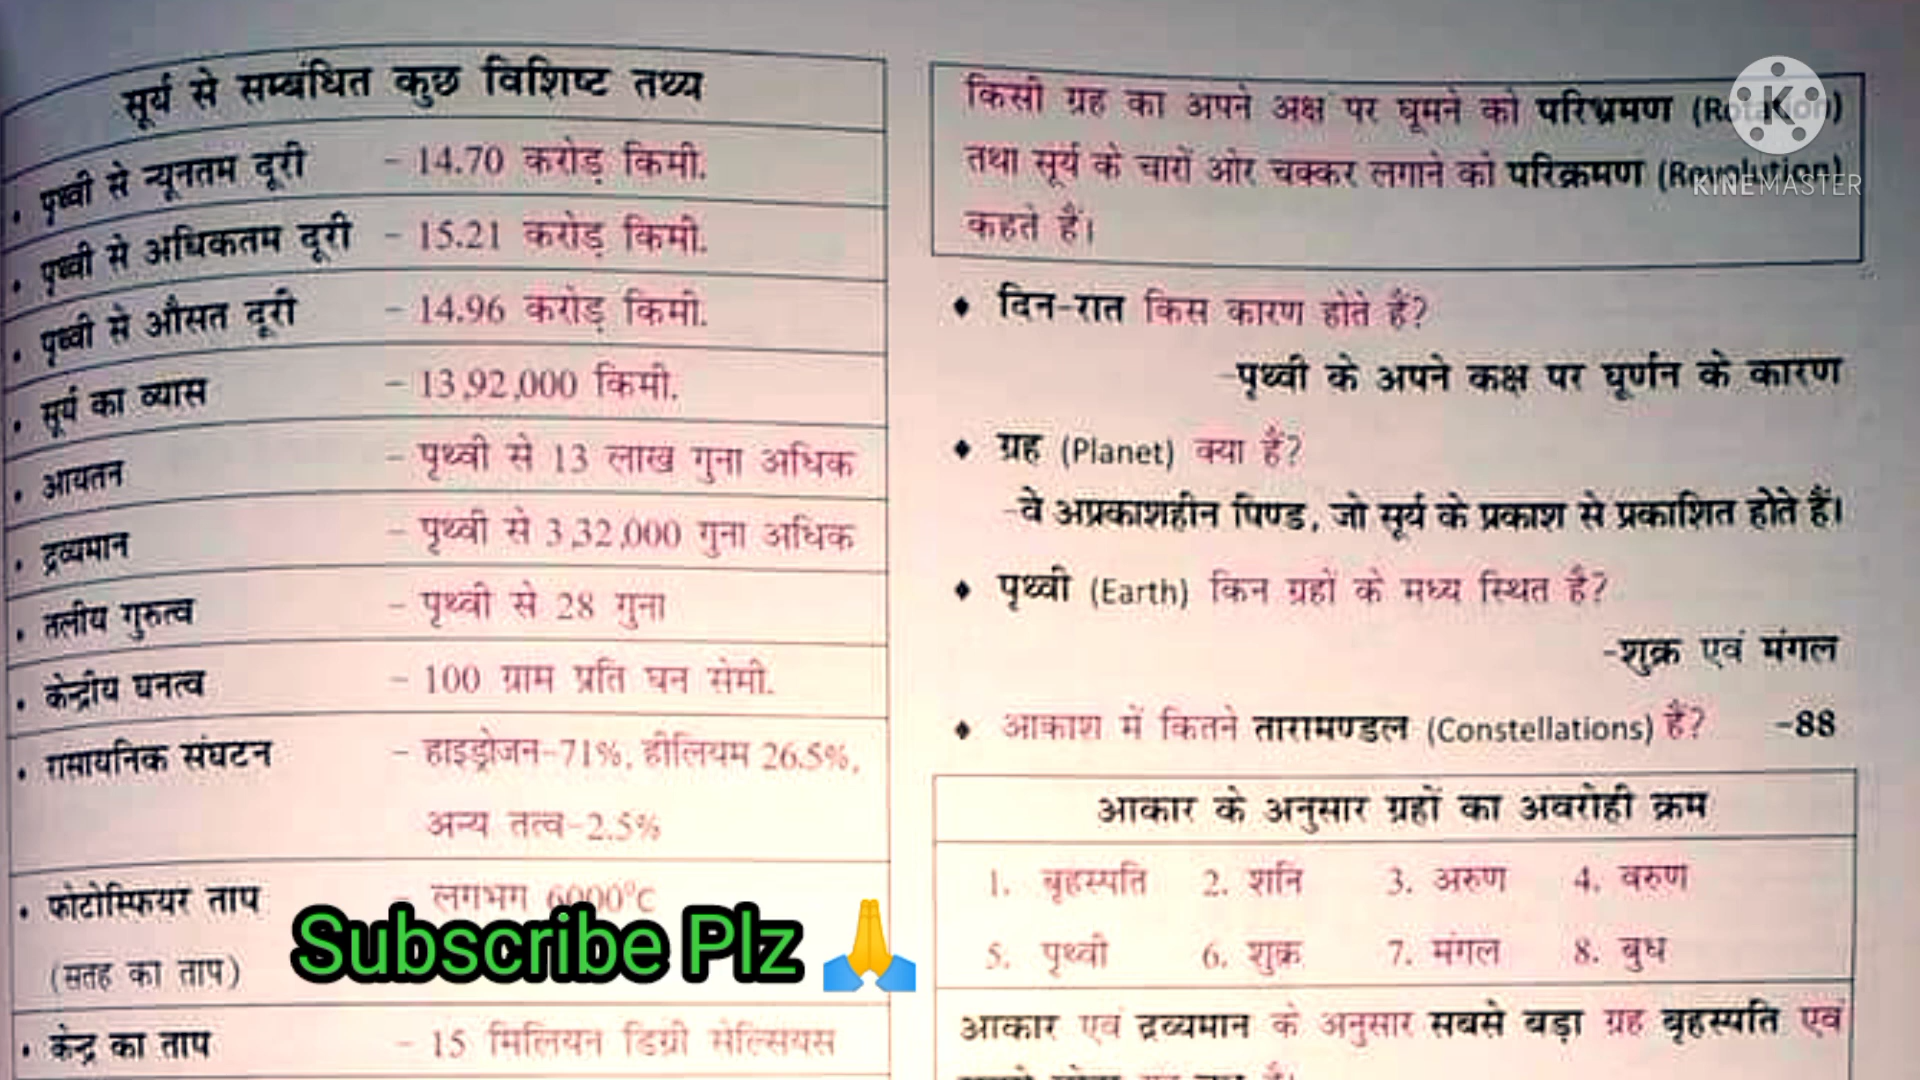 सूर्य से सम्बंधित कुछ विशिष्ट तथ्य
• पृथ्वी से न्यूनतम दूरी - 14.70 करोड़ किमी.
• पृथ्वी से अधिकतम दूरी - 15.21 करोड़ किमी.
• पृथ्वी से औसत दूरी - 14.96 करोड़ किमी.
• सूर्य का व्यास - 13,92,000 किमी.
• आयतन - पृथ्वी से 13 लाख गुना अधिक
• द्रव्यमान - पृथ्वी से 3,32,000 गुना अधिक
• तलीय गुरुत्व - पृथ्वी से 28 गुना
• केन्द्रीय घनत्व - 100 ग्राम प्रति घन सेमी.
• रासायनिक संघटन - हाइड्रोजन-71%, हीलियम 26.5%,
अन्य तत्व-2.5%
• फोटोस्फियर ताप - लगभग 6000°C
(सतह का ताप)
• केन्द्र का ताप - 15 मिलियन डिग्री सेल्सियस
Subscribe Plz 🙏
किसी ग्रह का अपने अक्ष पर घूमने को परिभ्रमण (Rotation)
तथा सूर्य के चारों ओर चक्कर लगाने को परिक्रमण (Revolution)
कहते हैं।
♦ दिन-रात किस कारण होते हैं?
-पृथ्वी के अपने कक्ष पर घूर्णन के कारण
♦ ग्रह (Planet) क्या है?
-वे अप्रकाशहीन पिण्ड, जो सूर्य के प्रकाश से प्रकाशित होते हैं।
♦ पृथ्वी (Earth) किन ग्रहों के मध्य स्थित है?
-शुक्र एवं मंगल
♦ आकाश में कितने तारामण्डल (Constellations) हैं? -88
आकार के अनुसार ग्रहों का अवरोही क्रम
1. बृहस्पति 2. शनि 3. अरुण 4. वरुण
5. पृथ्वी 6. शुक्र 7. मंगल 8. बुध
आकार एवं द्रव्यमान के अनुसार सबसे बड़ा ग्रह बृहस्पति एवं
K
KINEMASTER